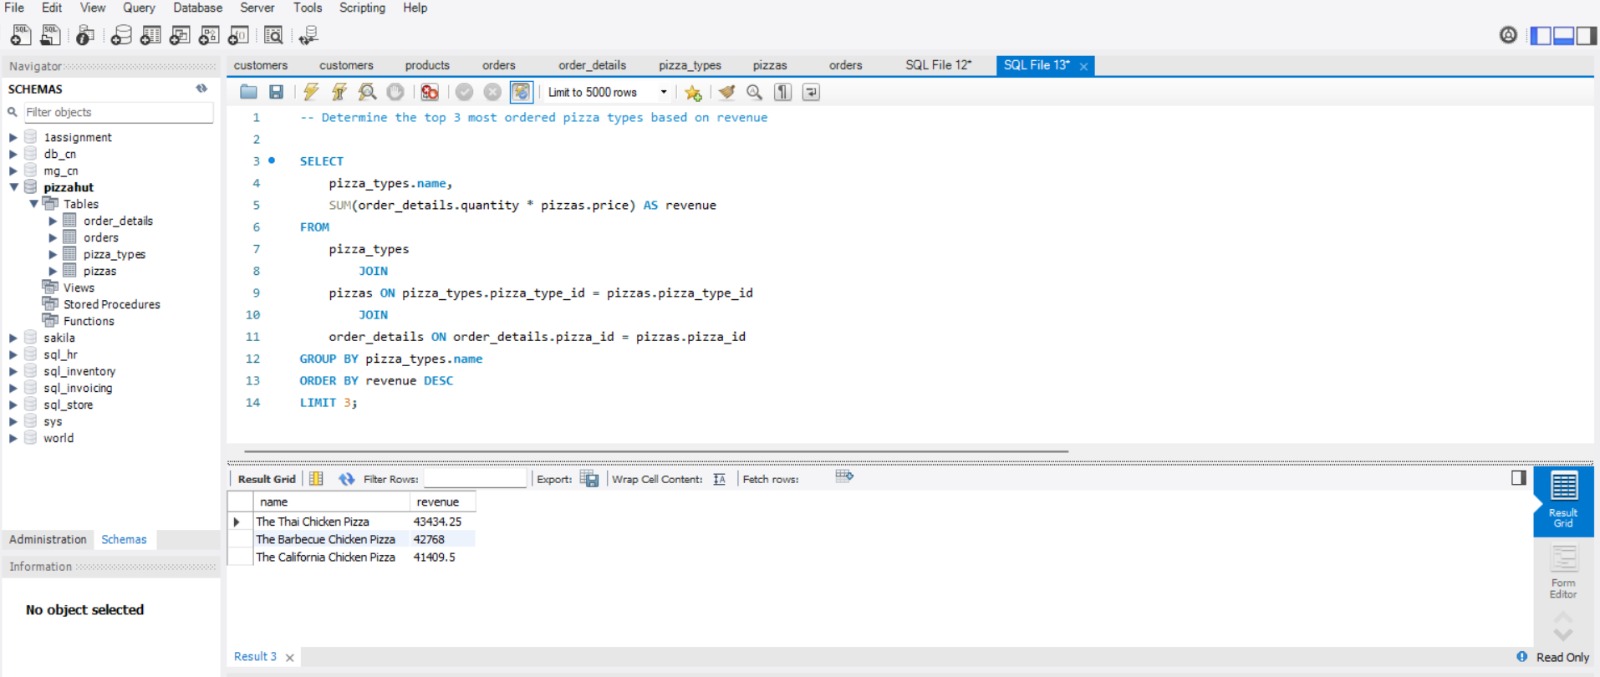 File Edit View Query Database Server Tools Scripting Help
Navigator
SCHEMAS
Filter objects
1assignment
db_cn
mg_cn
pizzahut
Tables
order_details
orders
pizza_types
pizzas
Views
Stored Procedures
Functions
sakila
sql_hr
sql_inventory
sql_invoicing
sql_store
sys
world
Administration Schemas
Information
No object selected
customers customers products orders order_details pizza_types pizzas orders SQL File 12* SQL File 13*
Limit to 5000 rows
1 -- Determine the top 3 most ordered pizza types based on revenue
2
3 SELECT
4 pizza_types.name,
5 SUM(order_details.quantity * pizzas.price) AS revenue
6 FROM
7 pizza_types
8 JOIN
9 pizzas ON pizza_types.pizza_type_id = pizzas.pizza_type_id
10 JOIN
11 order_details ON order_details.pizza_id = pizzas.pizza_id
12 GROUP BY pizza_types.name
13 ORDER BY revenue DESC
14 LIMIT 3;
Result Grid Filter Rows: Export: Wrap Cell Content: Fetch rows:
name revenue
The Thai Chicken Pizza 43434.25
The Barbecue Chicken Pizza 42768
The California Chicken Pizza 41409.5
Result
Grid
Form
Editor
Result 3
Read Only